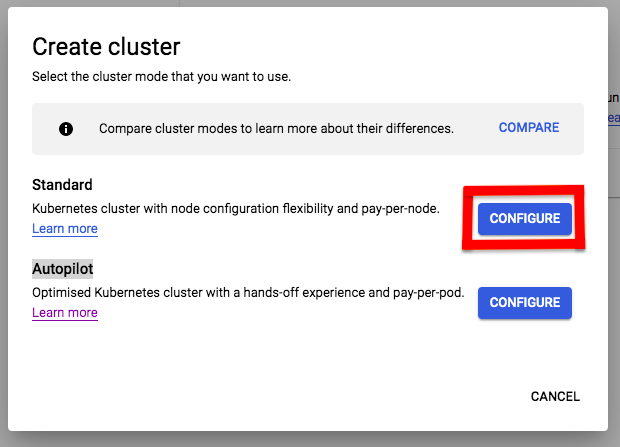 Create cluster
Select the cluster mode that you want to use.
Compare cluster modes to learn more about their differences.
COMPARE
Standard
Kubernetes cluster with node configuration flexibility and pay-per-node.
Learn more
CONFIGURE
Autopilot
Optimised Kubernetes cluster with a hands-off experience and pay-per-pod.
Learn more
CONFIGURE
CANCEL